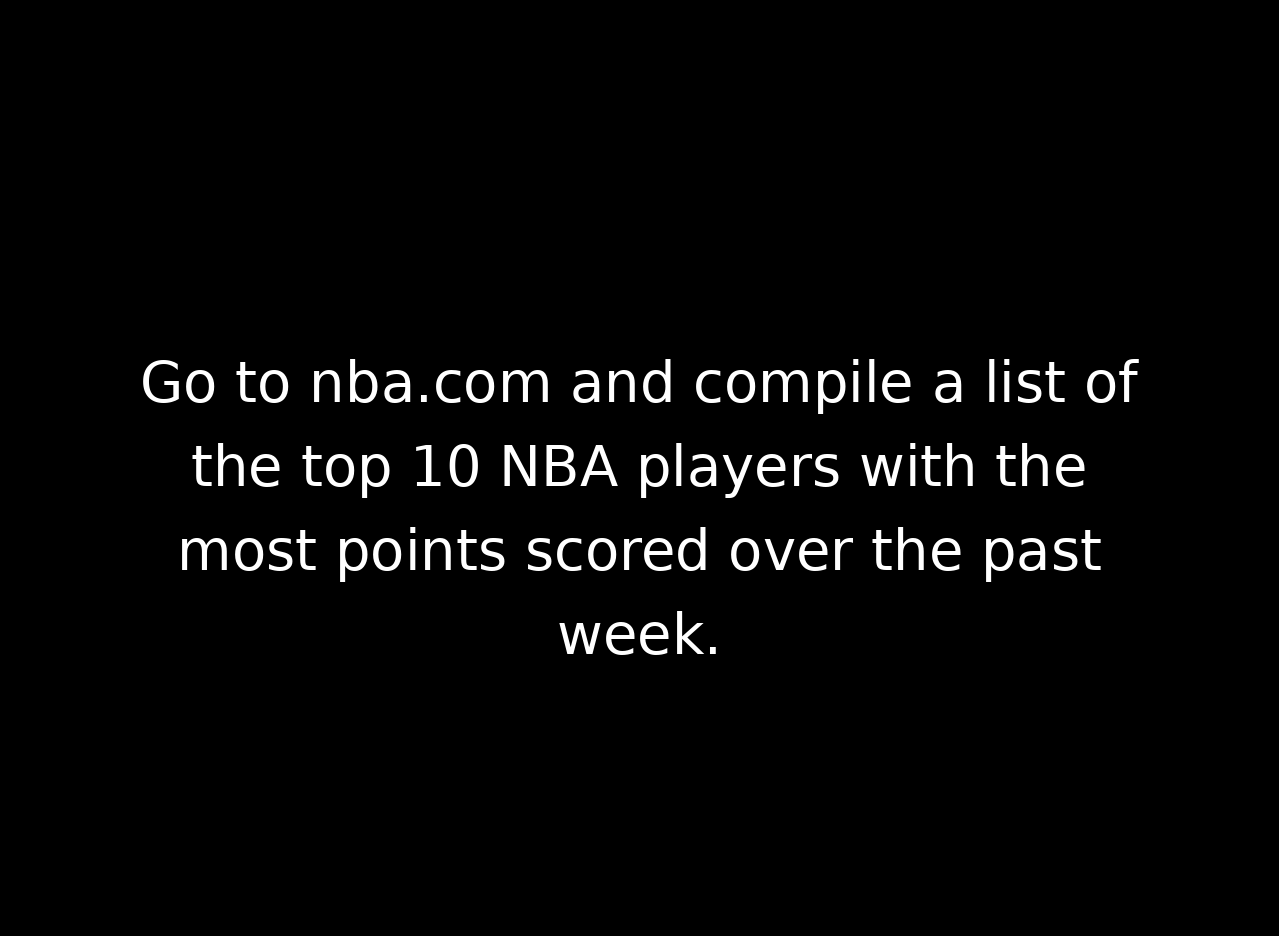 Go to nba.com and compile a list of
the top 10 NBA players with the
most points scored over the past
week.